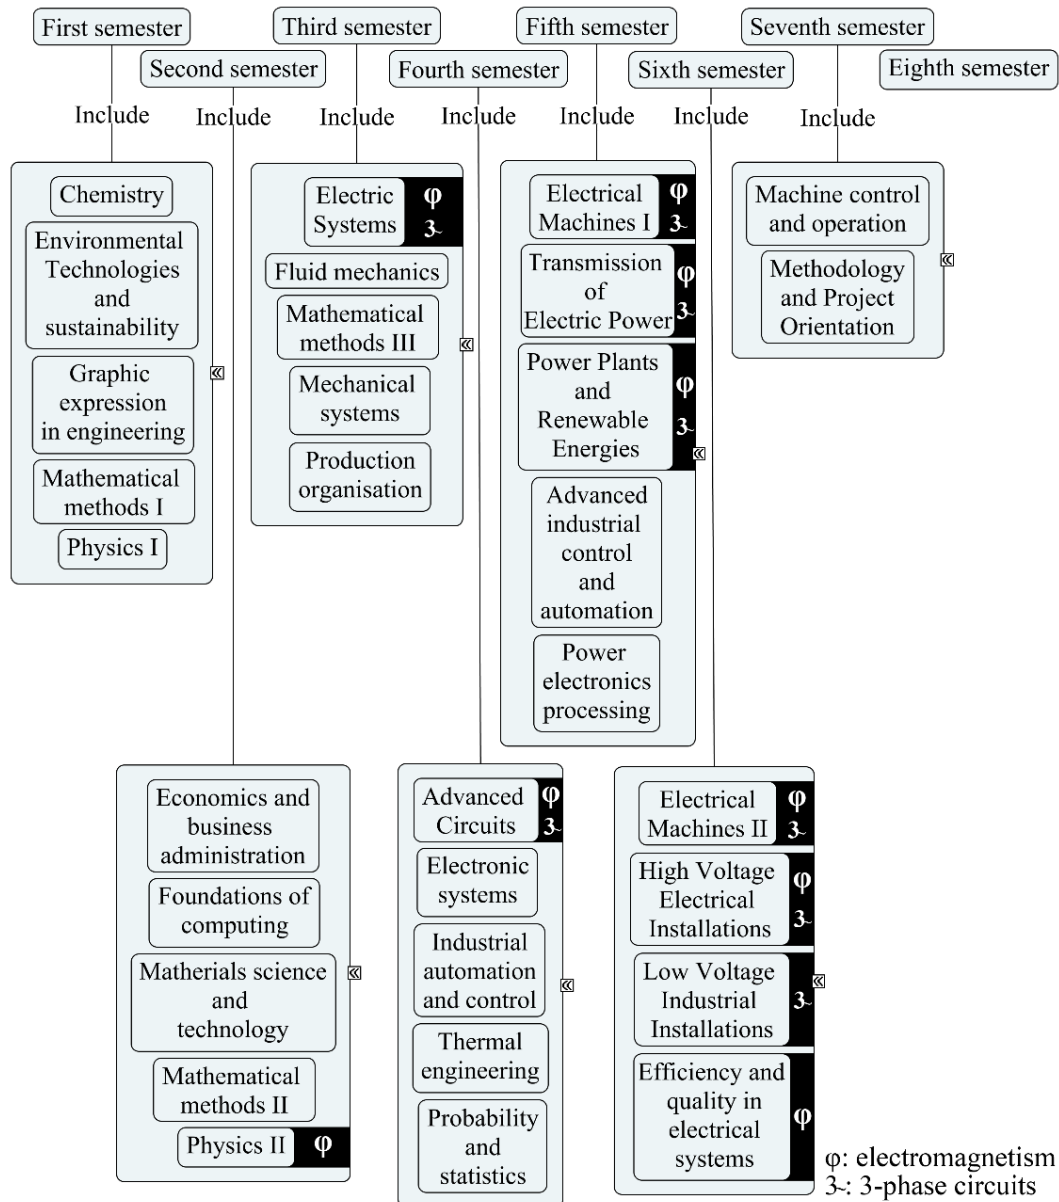 First semester
Second semester
Third semester
Fourth semester
Fifth semester
Sixth semester
Seventh semester
Eighth semester
Include
Include
Include
Include
Include
Include
Include
Chemistry
Environmental
Technologies
and
sustainability
Graphic
expression
in engineering
Mathematical
methods I
Physics I
Electric
Systems
φ
3~
Fluid mechanics
Mathematical
methods III
Mechanical
systems
Production
organisation
Electrical
Machines I
φ
3~
Transmission
of
Electric Power
φ
3~
Power Plants
and
Renewable
Energies
φ
3~
Advanced
industrial
control
and
automation
Power
electronics
processing
Machine control
and operation
Methodology
and Project
Orientation
Economics and
business
administration
Foundations of
computing
Matherials science
and
technology
Mathematical
methods II
Physics II
φ
Advanced
Circuits
φ
3~
Electronic
systems
Industrial
automation
and control
Thermal
engineering
Probability
and
statistics
Electrical
Machines II
φ
3~
High Voltage
Electrical
Installations
φ
3~
Low Voltage
Industrial
Installations
3~
Efficiency and
quality in
electrical
systems
φ
φ: electromagnetism
3~: 3-phase circuits